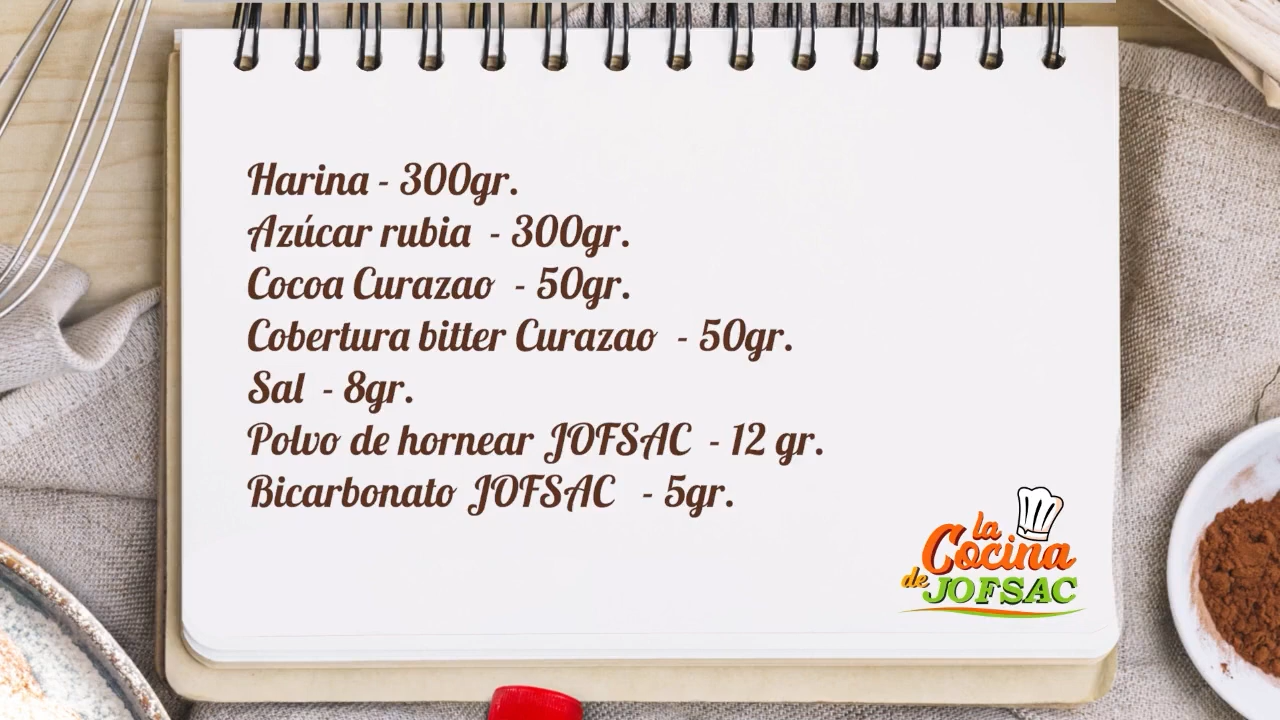 Harina - 300gr.
Azúcar rubia - 300gr.
Cocoa Curazao - 50gr.
Cobertura bitter Curazao - 50gr.
Sal - 8gr.
Polvo de hornear JOFSAC - 12 gr.
Bicarbonato JOFSAC - 5gr.
la
Cocina
de JOFSAC